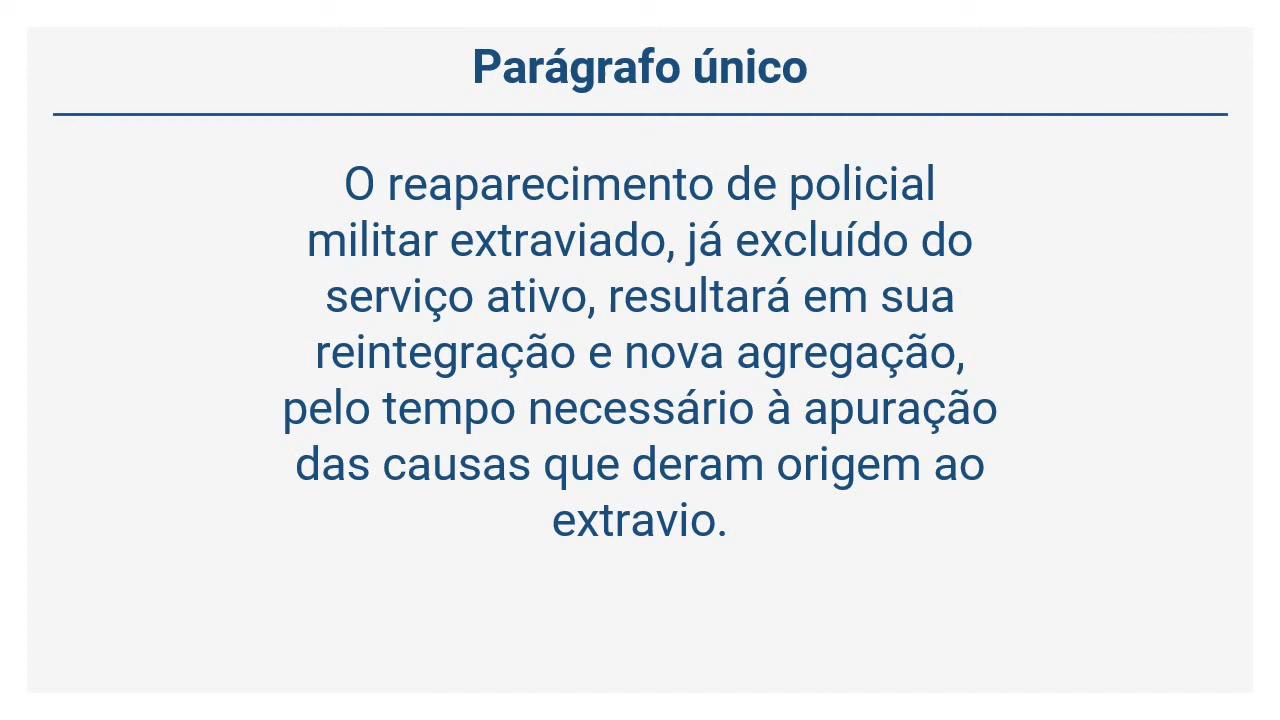 Parágrafo único
O reaparecimento de policial
militar extraviado, já excluído do
serviço ativo, resultará em sua
reintegração e nova agregação,
pelo tempo necessário à apuração
das causas que deram origem ao
extravio.